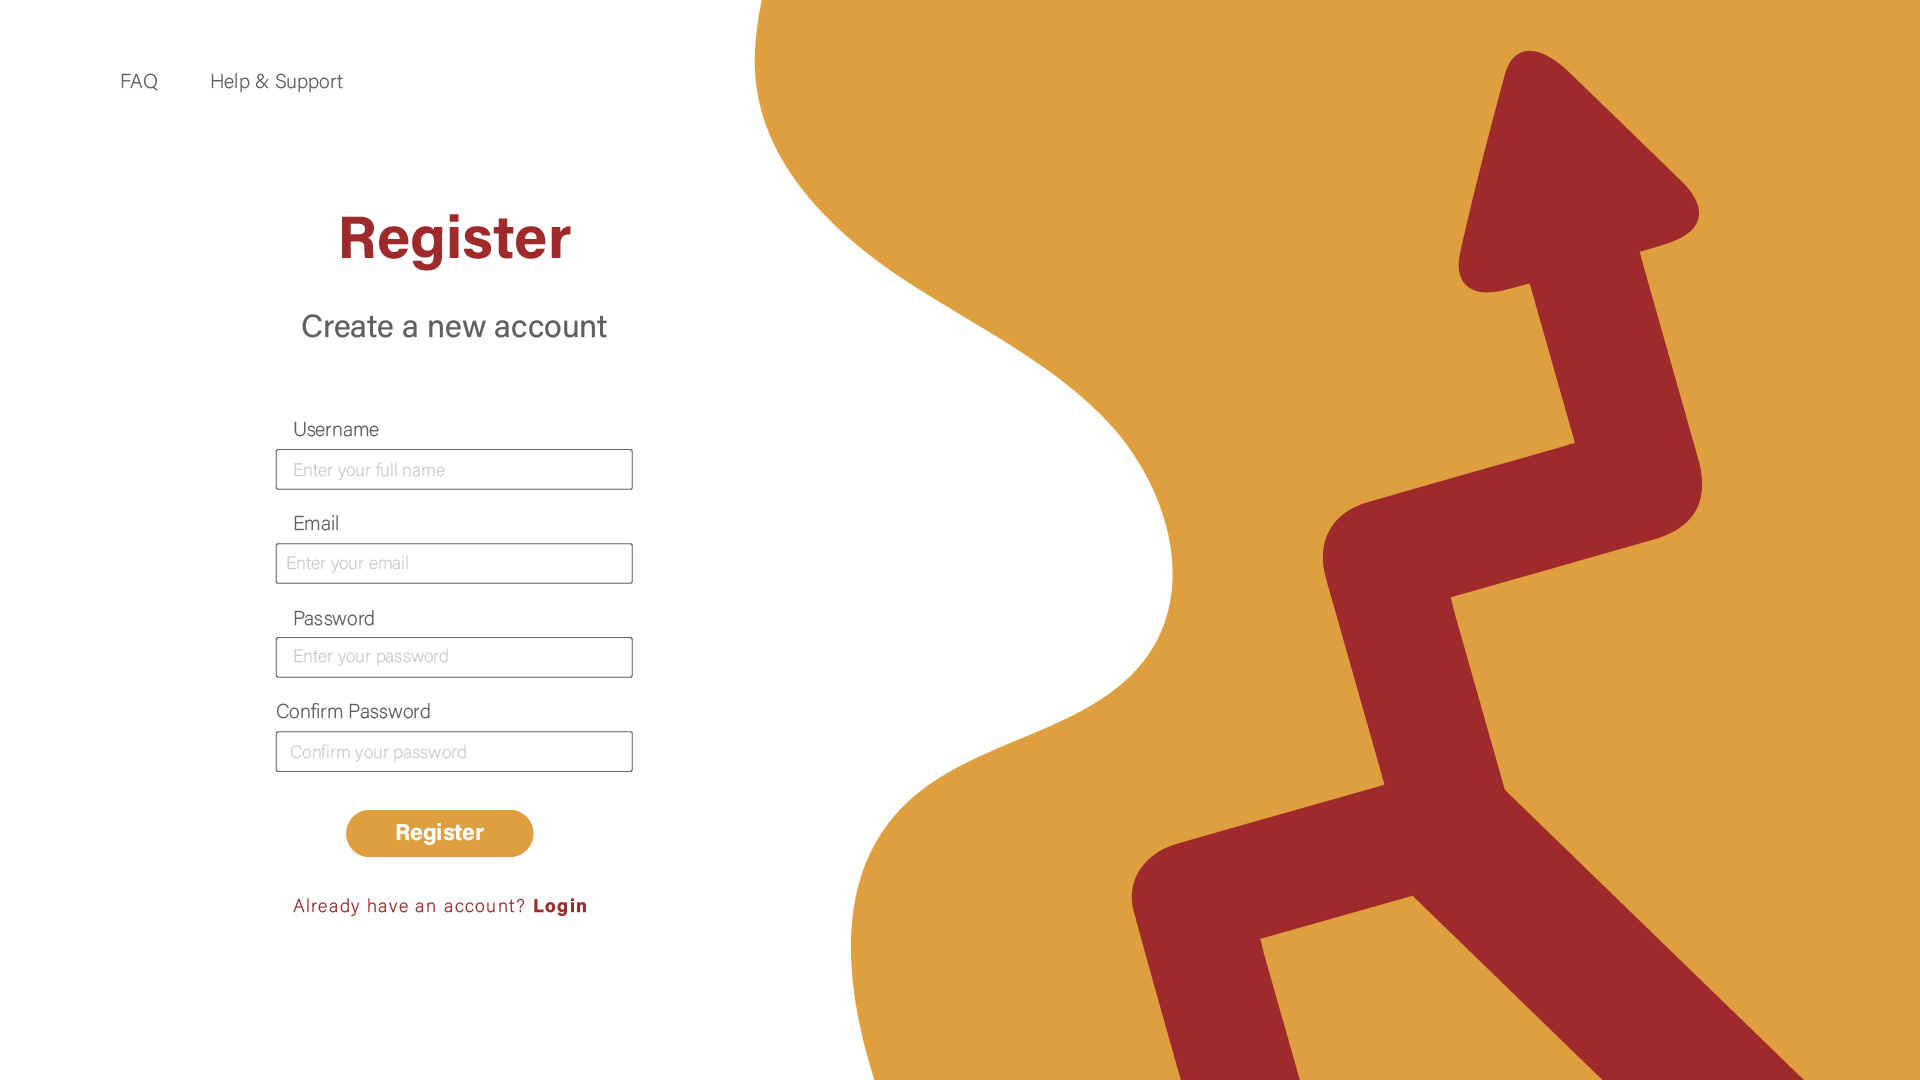 FAQ
Help & Support
Register
Create a new account
Username
Enter your full name
Email
Enter your email
Password
Enter your password
Confirm Password
Confirm your password
Register
Already have an account? Login